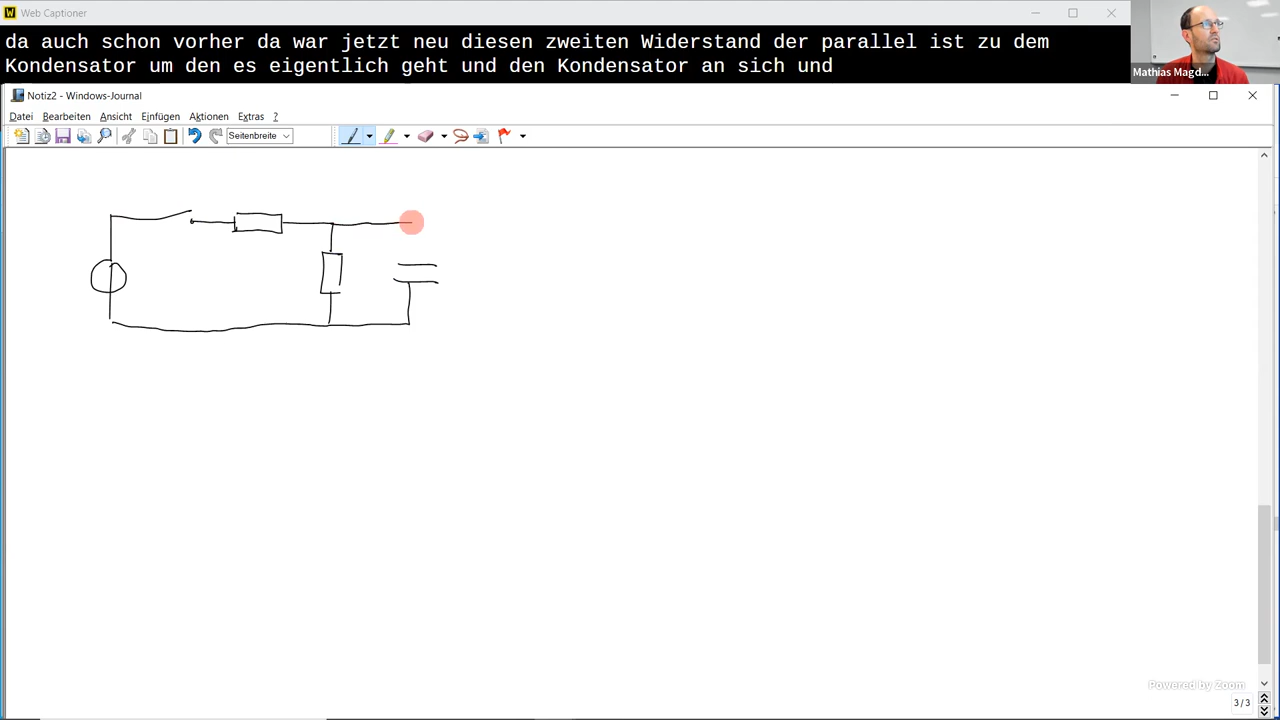 Web Captioner
da auch schon vorher da war jetzt neu diesen zweiten Widerstand der parallel ist zu dem
Kondensator um den es eigentlich geht und den Kondensator an sich und
Mathias Magd...
Notiz2 - Windows-Journal
Datei Bearbeiten Ansicht Einfügen Aktionen Extras ?
Seitenbreite
Powered by Zoom
3 / 3